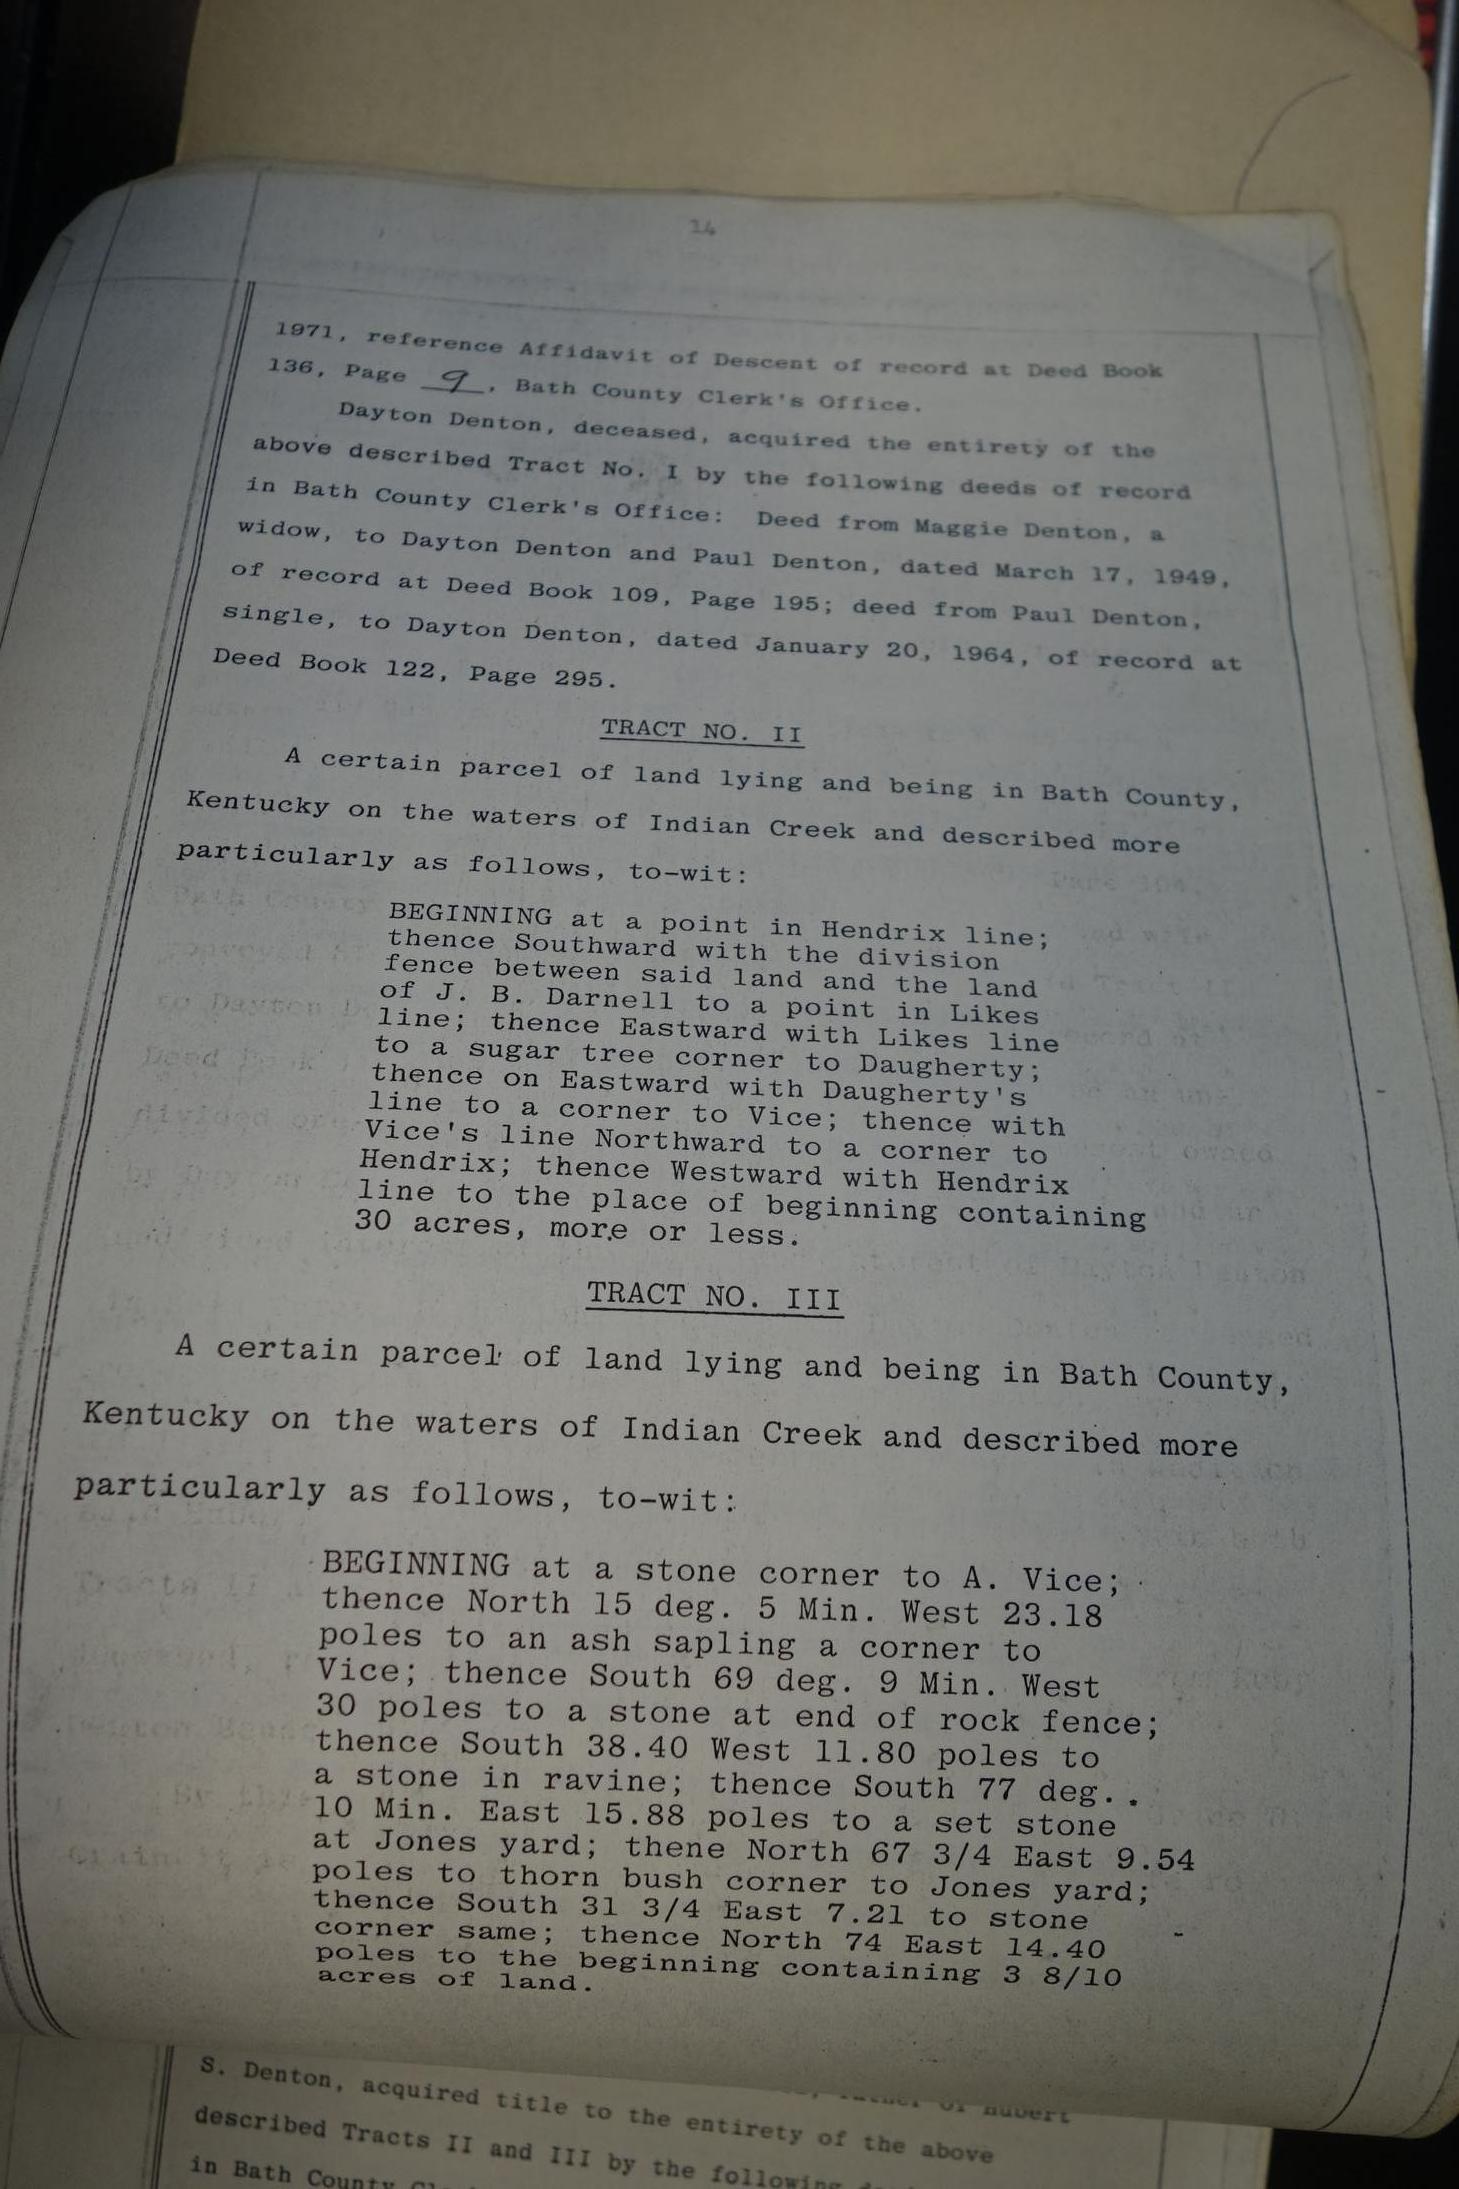 14
1971, reference Affidavit of Descent of record at Deed Book
136, Page 9, Bath County Clerk's Office.
Dayton Denton, deceased, acquired the entirety of the
above described Tract No. I by the following deeds of record
in Bath County Clerk's Office: Deed from Maggie Denton, a
widow, to Dayton Denton and Paul Denton, dated March 17, 1949,
of record at Deed Book 109, Page 195; deed from Paul Denton,
single, to Dayton Denton, dated January 20, 1964, of record at
Deed Book 122, Page 295.
TRACT NO. II
A certain parcel of land lying and being in Bath County,
Kentucky on the waters of Indian Creek and described more
particularly as follows, to-wit:
BEGINNING at a point in Hendrix line;
thence Southward with the division
fence between said land and the land
of J. B. Darnell to a point in Likes
line; thence Eastward with Likes line
to a sugar tree corner to Daugherty;
thence on Eastward with Daugherty's
line to a corner to Vice; thence with
Vice's line Northward to a corner to
Hendrix; thence Westward with Hendrix
line to the place of beginning containing
30 acres, more or less.
TRACT NO. III
A certain parcel of land lying and being in Bath County,
Kentucky on the waters of Indian Creek and described more
particularly as follows, to-wit:
BEGINNING at a stone corner to A. Vice;
thence North 15 deg. 5 Min. West 23.18
poles to an ash sapling a corner to
Vice; thence South 69 deg. 9 Min. West
30 poles to a stone at end of rock fence;
thence South 38.40 West 11.80 poles to
a stone in ravine; thence South 77 deg.
10 Min. East 15.88 poles to a set stone
at Jones yard; thene North 67 3/4 East 9.54
poles to thorn bush corner to Jones yard;
thence South 31 3/4 East 7.21 to stone
corner same; thence North 74 East 14.40
poles to the beginning containing 3 8/10
acres of land.
of Hubert
S. Denton, acquired title to the entirety of the above
described Tracts II and III by the following
in Bath County